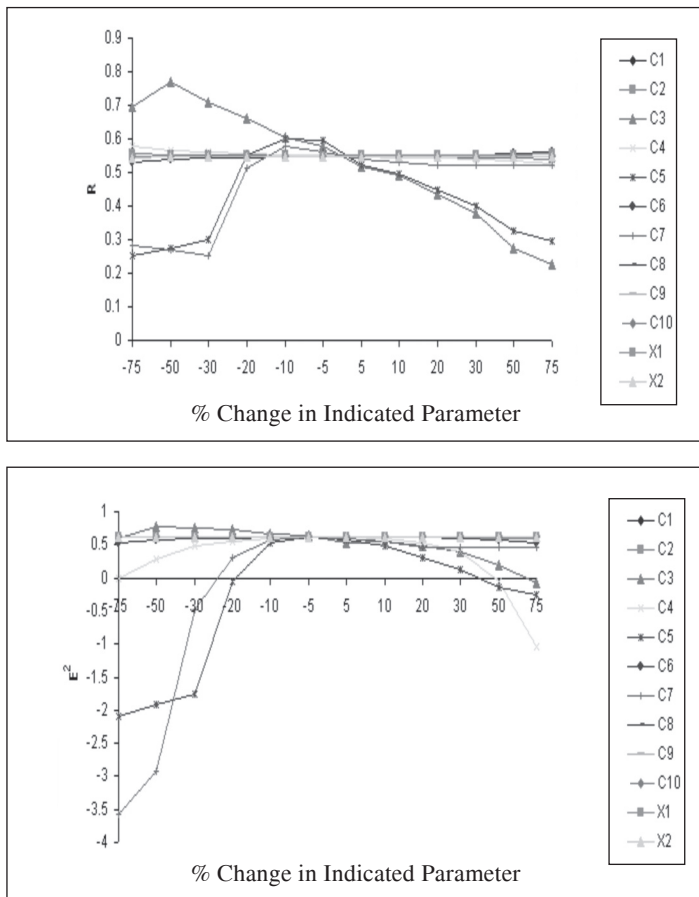 0.9
0.8
0.7
0.6
0.5
0.4
0.3
0.2
0.1
0
R
-75 -50 -30 -20 -10 -5 5 10 20 30 50 75
% Change in Indicated Parameter
C1
C2
C3
C4
C5
C6
C7
C8
C9
C10
X1
X2
1
0.5
0
-0.5
-1
-1.5
-2
-2.5
-3
-3.5
-4
E²
-75 -50 -30 -20 -10 -5 5 10 20 30 50 75
% Change in Indicated Parameter
C1
C2
C3
C4
C5
C6
C7
C8
C9
C10
X1
X2